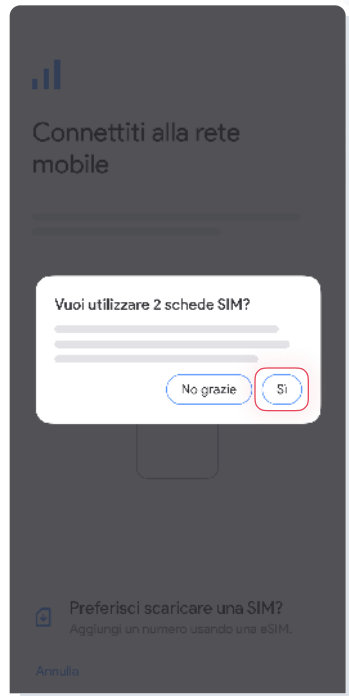 Connettiti alla rete
mobile
Vuoi utilizzare 2 schede SIM?
No grazie
Sì
Preferisci scaricare una SIM?
Aggiungi un numero usando una eSIM.
Annulla